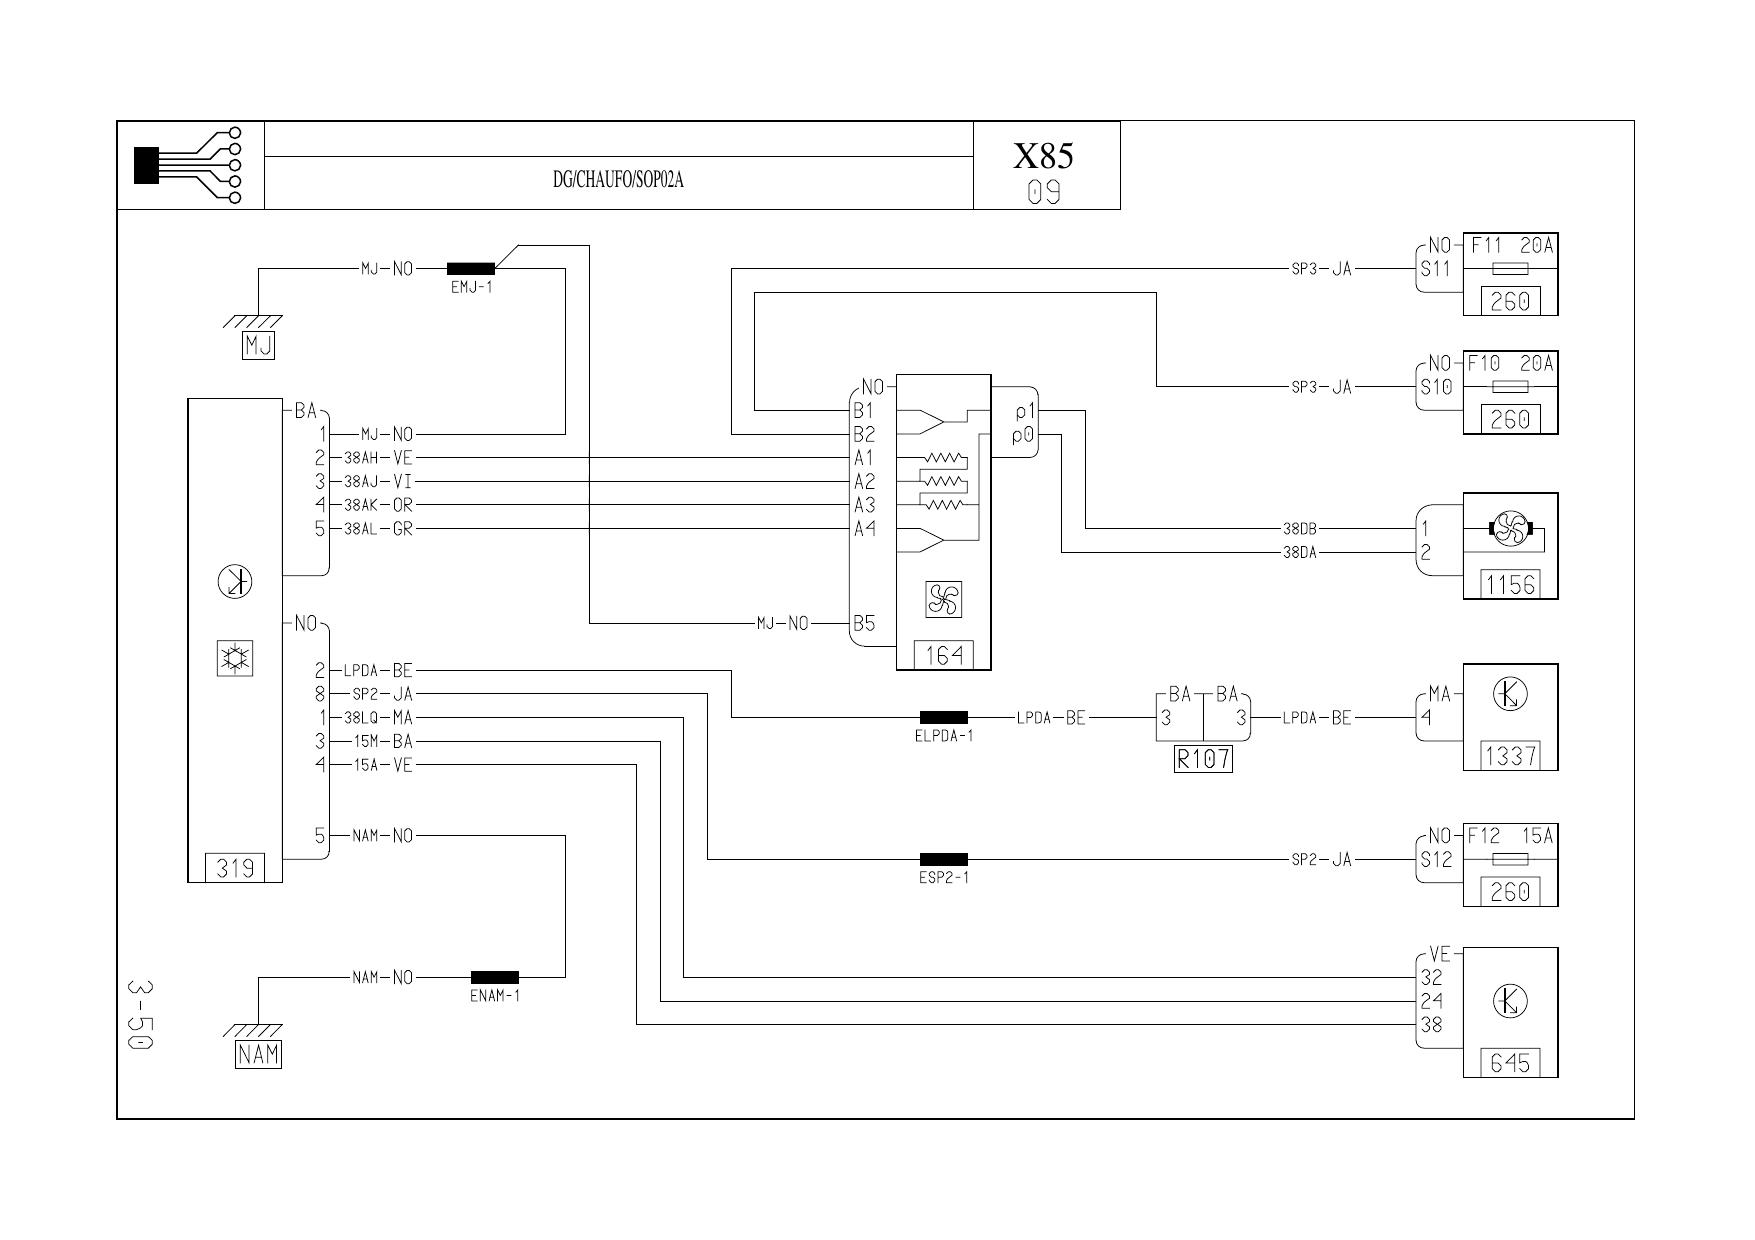 X85
DG/CHAUFO/SOP02A
09
NO F11 20A
MJ-NO SP3-JA S11
EMJ-1
260
MJ
NO F10 20A
NO SP3-JA S10
BA B1 p1
260
1 MJ-NO B2 p0
2 38AH-VE A1
3 38AJ-VI A2
4 38AK-OR A3
5 38AL-GR A4 38DB 1
38DA 2
1156
NO MJ-NO B5
164
2 LPDA-BE
8 SP2-JA BA BA MA
1 38LQ-MA LPDA-BE 3 3 LPDA-BE 4
3 15M-BA ELPDA-1
R107 1337
4 15A-VE
5 NAM-NO NO F12 15A
319 SP2-JA S12
ESP2-1
260
VE
NAM-NO 32
ENAM-1
24
38
NAM
645
3-50